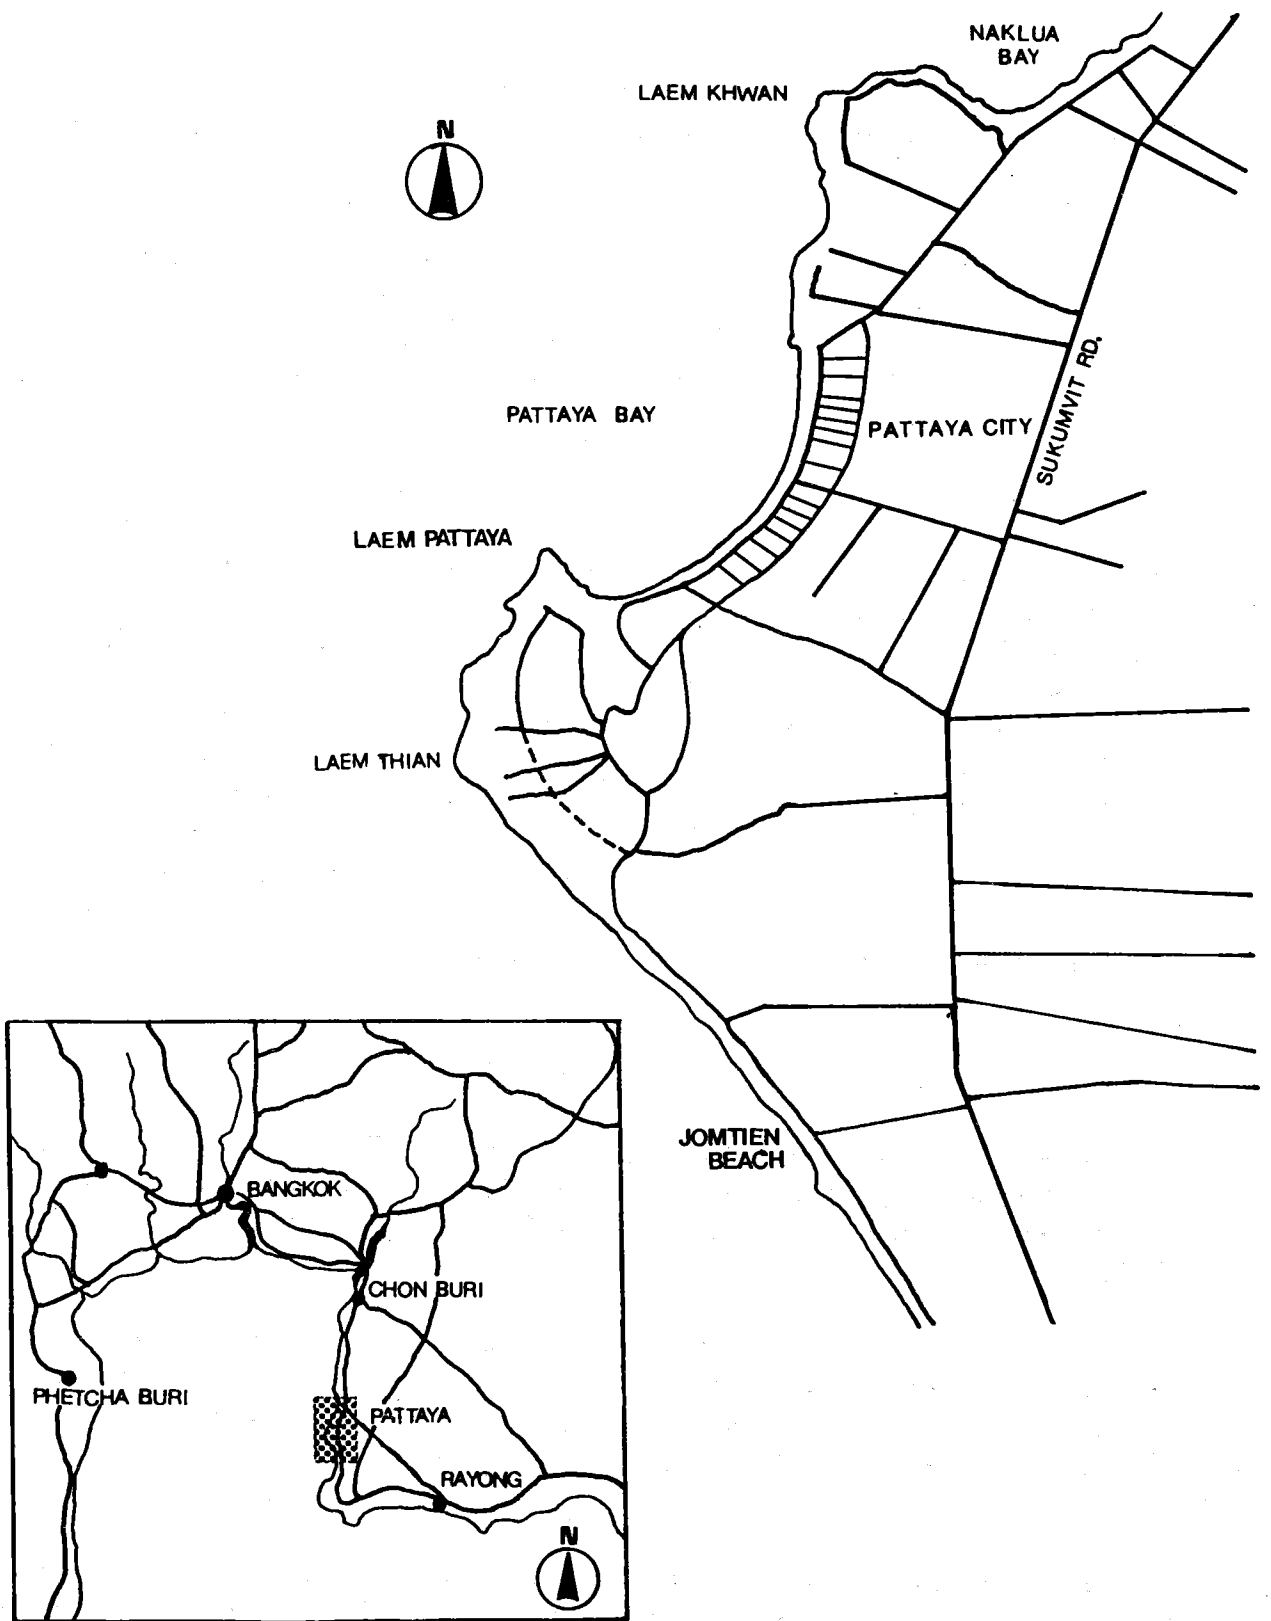 NAKLUA
BAY
LAEM KHWAN
N
PATTAYA BAY
PATTAYA CITY
SUKUMVIT RD.
LAEM PATTAYA
LAEM THIAN
JOMTIEN
BEACH
BANGKOK
CHON BURI
PHETCHA BURI
PATTAYA
RAYONG
N